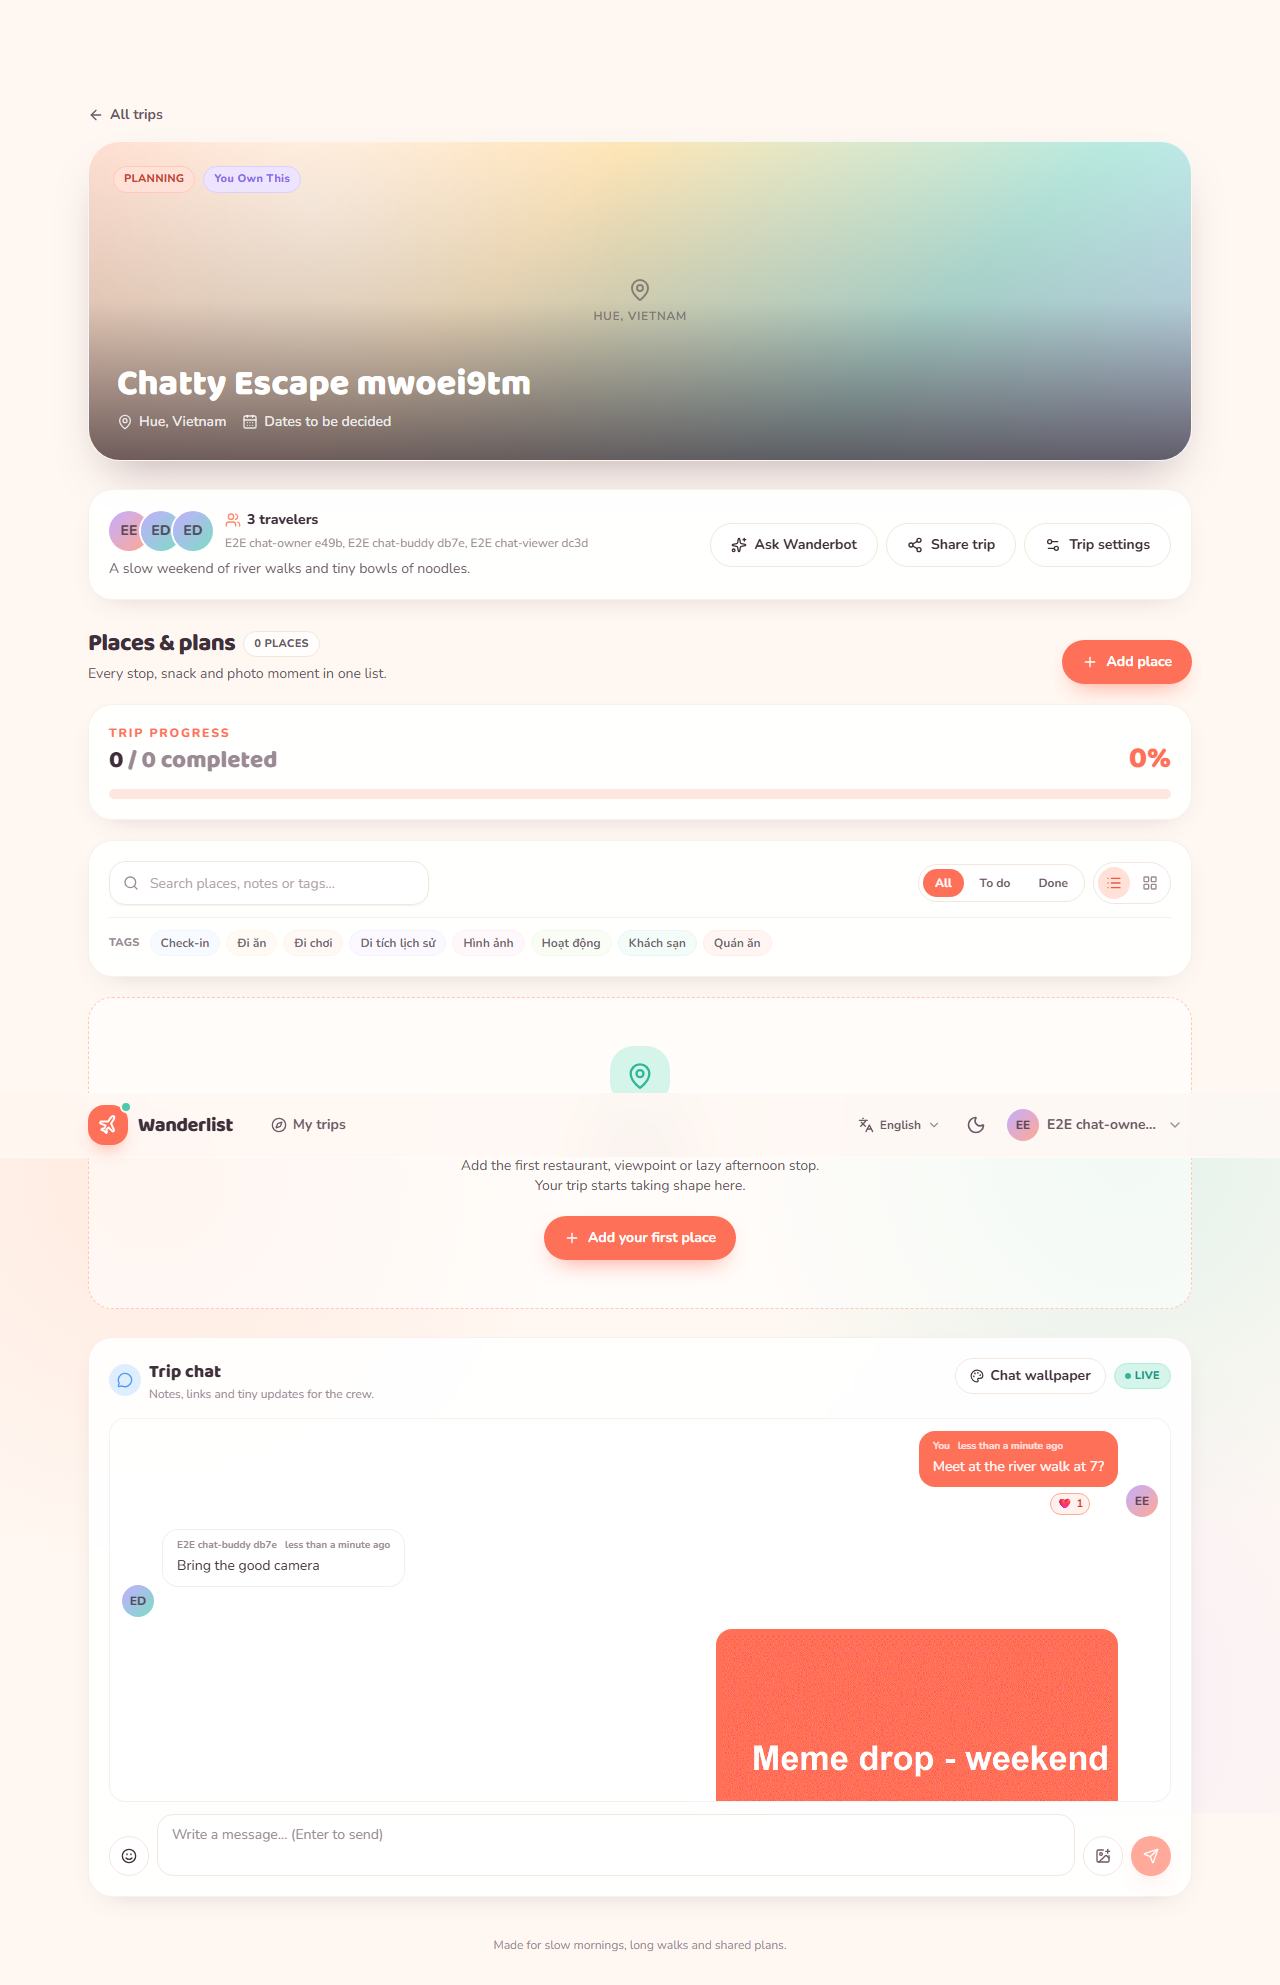 All trips
PLANNING
You Own This
HUE, VIETNAM
Chatty Escape mwoei9tm
Hue, Vietnam
Dates to be decided
EE
ED
ED
3 travelers
E2E chat-owner e49b, E2E chat-buddy db7e, E2E chat-viewer dc3d
A slow weekend of river walks and tiny bowls of noodles.
Ask Wanderbot
Share trip
Trip settings
Places & plans
0 PLACES
Every stop, snack and photo moment in one list.
Add place
TRIP PROGRESS
0 / 0 completed
0%
Search places, notes or tags...
All
To do
Done
TAGS
Check-in
Đi ăn
Đi chơi
Di tích lịch sử
Hình ảnh
Hoạt động
Khách sạn
Quán ăn
Wanderlist
My trips
English
EE
E2E chat-owne...
Add the first restaurant, viewpoint or lazy afternoon stop.
Your trip starts taking shape here.
Add your first place
Trip chat
Notes, links and tiny updates for the crew.
Chat wallpaper
LIVE
You less than a minute ago
Meet at the river walk at 7?
1
EE
E2E chat-buddy db7e less than a minute ago
Bring the good camera
ED
Meme drop - weekend
Write a message... (Enter to send)
Made for slow mornings, long walks and shared plans.